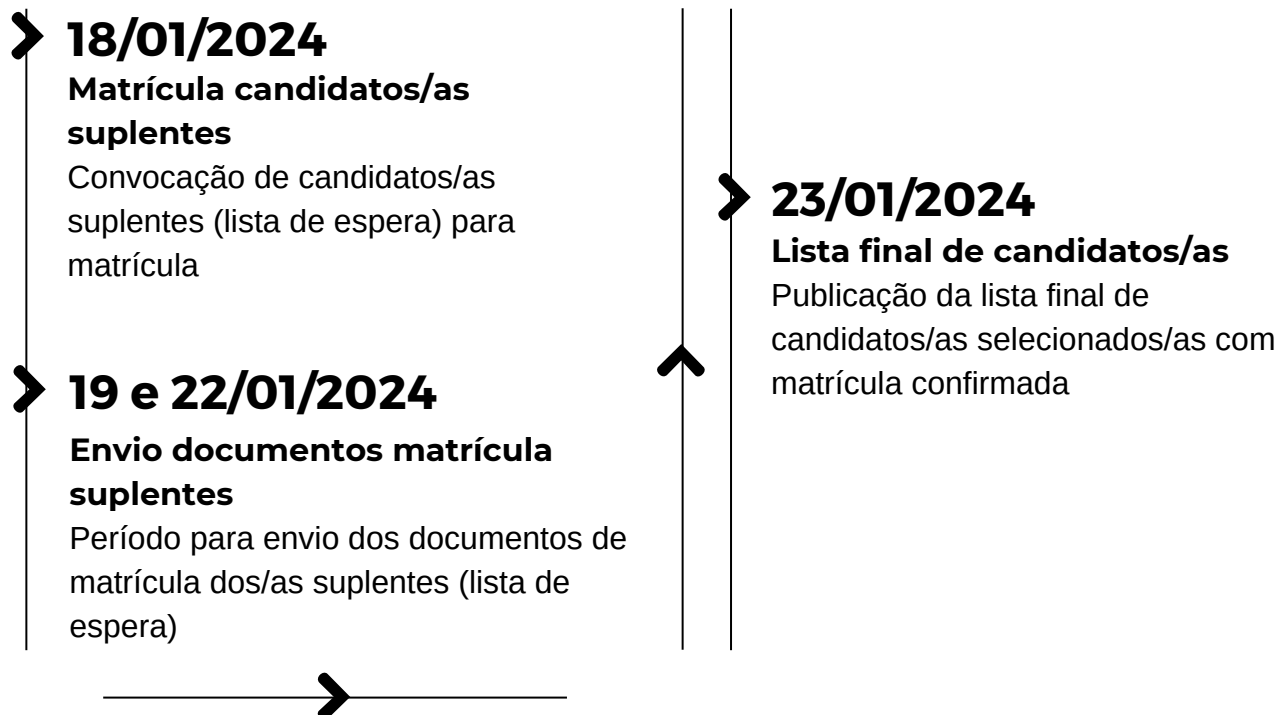 18/01/2024
Matrícula candidatos/as
suplentes
Convocação de candidatos/as
suplentes (lista de espera) para
matrícula
19 e 22/01/2024
Envio documentos matrícula
suplentes
Período para envio dos documentos de
matrícula dos/as suplentes (lista de
espera)
23/01/2024
Lista final de candidatos/as
Publicação da lista final de
candidatos/as selecionados/as com
matrícula confirmada